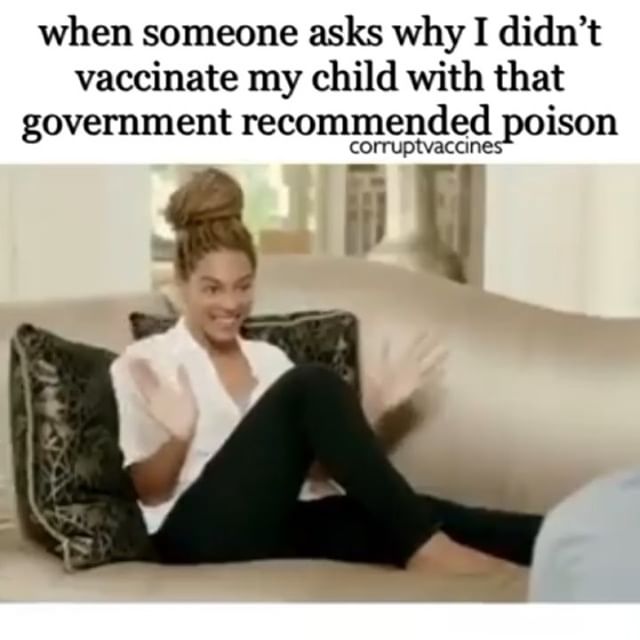 when someone asks why I didn't
vaccinate my child with that
government recommended poison
corruptvaccines